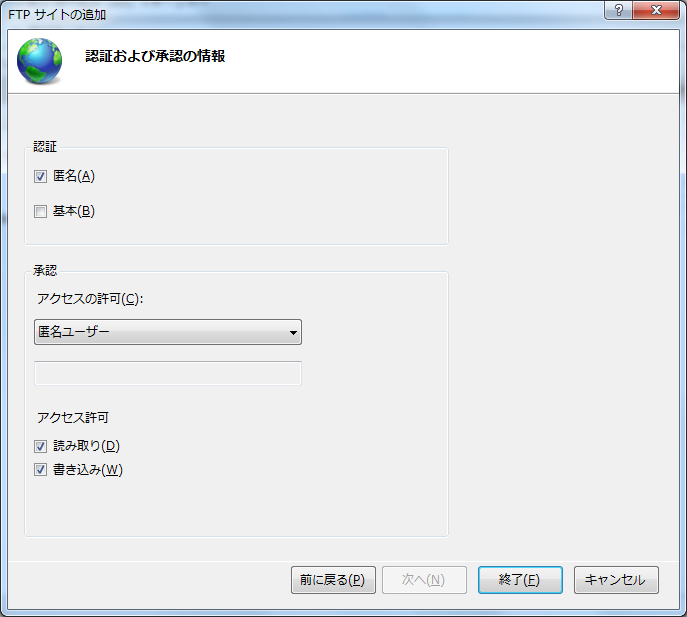 FTP サイトの追加
?
認証および承認の情報
認証
匿名(A)
基本(B)
承認
アクセスの許可(C):
匿名ユーザー
アクセス許可
読み取り(D)
書き込み(W)
前に戻る(P) 次へ(N) 終了(F) キャンセル